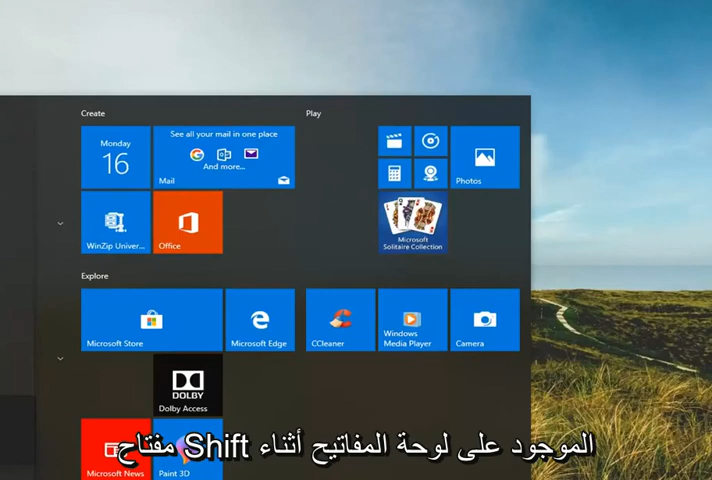 Create
Play
Monday
16
See all your mail in one place
And more...
Mail
Photos
WinZip Univer...
Office
Microsoft
Solitaire Collection
Explore
Microsoft Store
Microsoft Edge
CCleaner
Windows
Media Player
Camera
DOLBY
Dolby Access
Microsoft News
Paint 3D
الموجود على لوحة المفاتيح أثناء Shift مفتاح